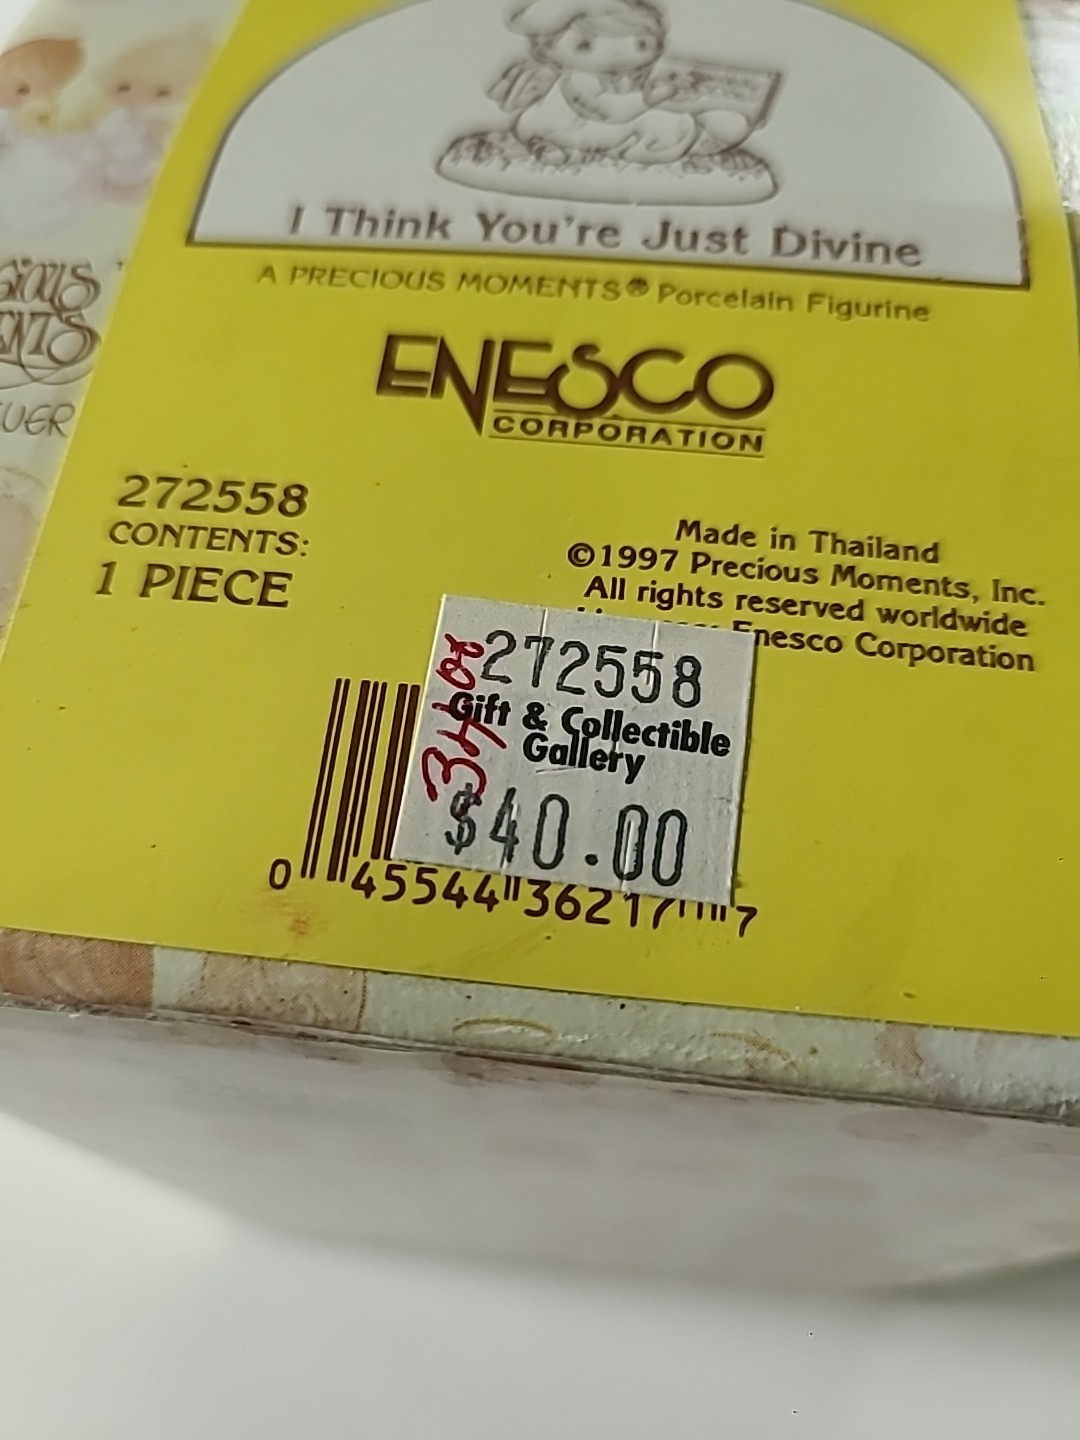 I Think You're Just Divine
A PRECIOUS MOMENTS® Porcelain Figurine
ENESCO
CORPORATION
272558
CONTENTS:
1 PIECE
Made in Thailand
©1997 Precious Moments, Inc.
All rights reserved worldwide
Enesco Corporation
272558
Gift & Collectible
Gallery
$40.00
0 45544 36217 7